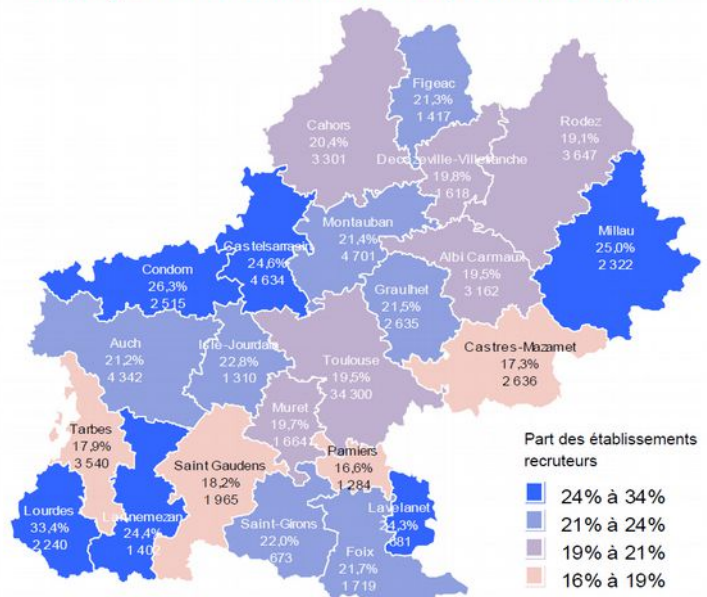 Figeac
21,3%
1 417
Cahors
20,4%
3 301
Rodez
19,1%
3 647
Decazeville-Villefranche
19,8%
1 618
Millau
25,0%
2 322
Montauban
21,4%
4 701
Castelsarrasin
24,6%
4 634
Albi Carmaux
19,5%
3 162
Condom
26,3%
2 515
Graulhet
21,5%
2 635
Auch
21,2%
4 342
Isle-Jourdain
22,8%
1 310
Toulouse
19,5%
34 300
Castres-Mazamet
17,3%
2 636
Muret
19,7%
1 664
Tarbes
17,9%
3 540
Pamiers
16,6%
1 284
Saint Gaudens
18,2%
1 965
Lourdes
33,4%
2 240
Lannemezan
24,4%
1 402
Saint-Girons
22,0%
673
Lavelanet
24,3%
681
Foix
21,7%
1 719
Part des établissements
recruteurs
24% à 34%
21% à 24%
19% à 21%
16% à 19%